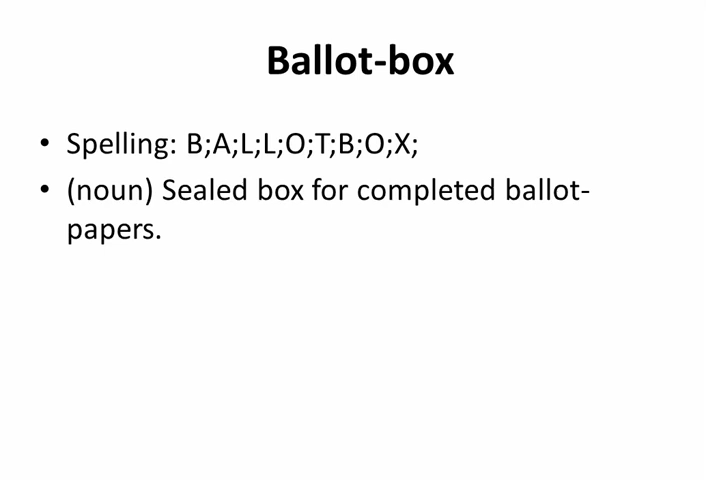 Ballot-box
• Spelling: B;A;L;L;O;T;B;O;X;
• (noun) Sealed box for completed ballot-
papers.